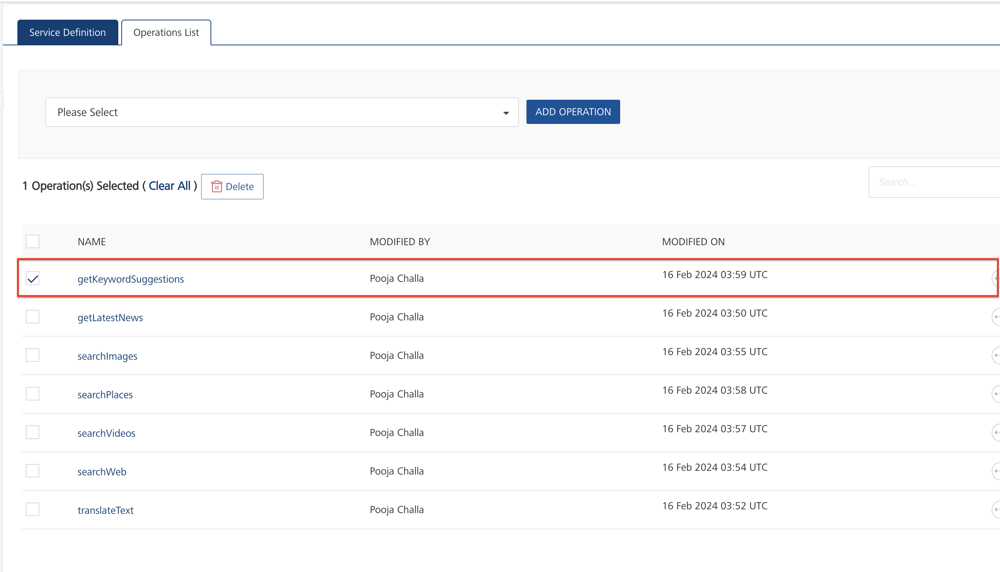 Service Definition
Operations List
Please Select
ADD OPERATION
1 Operation(s) Selected ( Clear All )
Delete
Search...
NAME MODIFIED BY MODIFIED ON
getKeywordSuggestions Pooja Challa 16 Feb 2024 03:59 UTC
getLatestNews Pooja Challa 16 Feb 2024 03:50 UTC
searchImages Pooja Challa 16 Feb 2024 03:55 UTC
searchPlaces Pooja Challa 16 Feb 2024 03:58 UTC
searchVideos Pooja Challa 16 Feb 2024 03:57 UTC
searchWeb Pooja Challa 16 Feb 2024 03:54 UTC
translateText Pooja Challa 16 Feb 2024 03:52 UTC